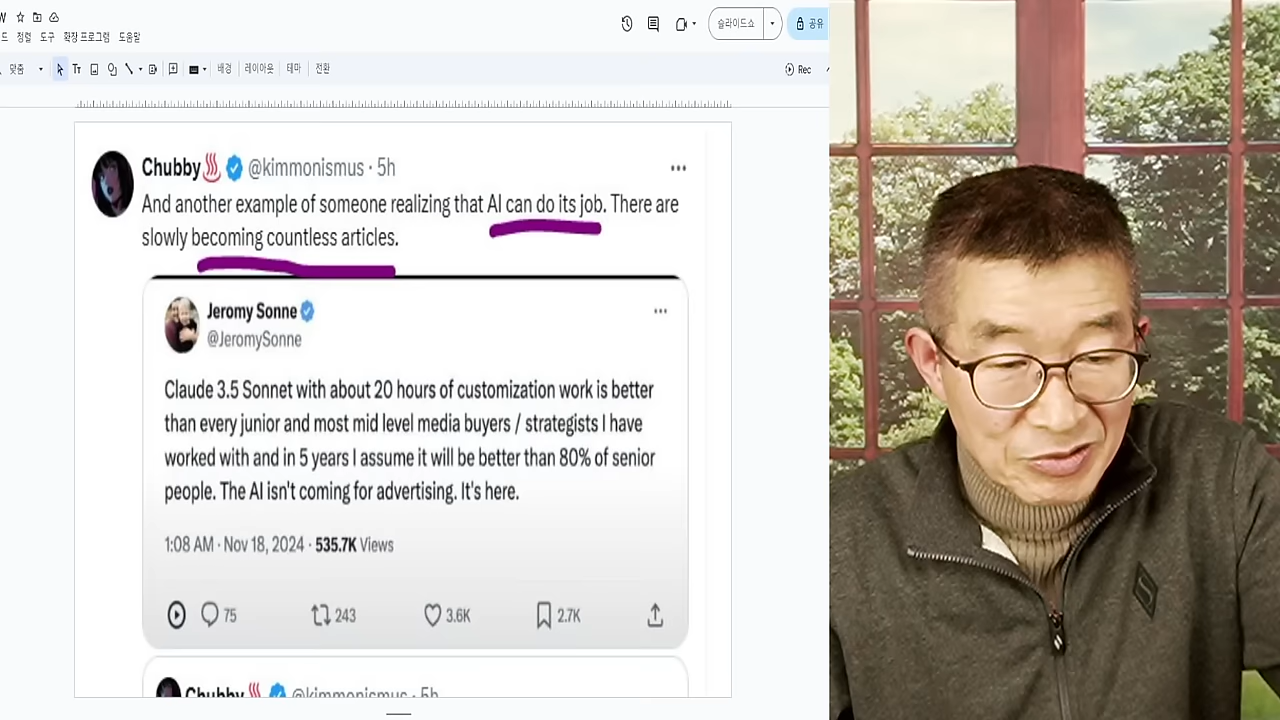 W
드 정렬 도구 확장 프로그램 도움말
슬라이드쇼
공유
맞춤
Tт
배경
레이아웃
테마
전환
Rec
Chubby @kimmonismus · 5h
And another example of someone realizing that AI can do its job. There are
slowly becoming countless articles.
Jeromy Sonne
@JeromySonne
Claude 3.5 Sonnet with about 20 hours of customization work is better
than every junior and most mid level media buyers / strategists I have
worked with and in 5 years I assume it will be better than 80% of senior
people. The AI isn't coming for advertising. It's here.
1:08 AM · Nov 18, 2024 · 535.7K Views
75
243
3.6K
2.7K
Chubby @kimmonismus · 5h